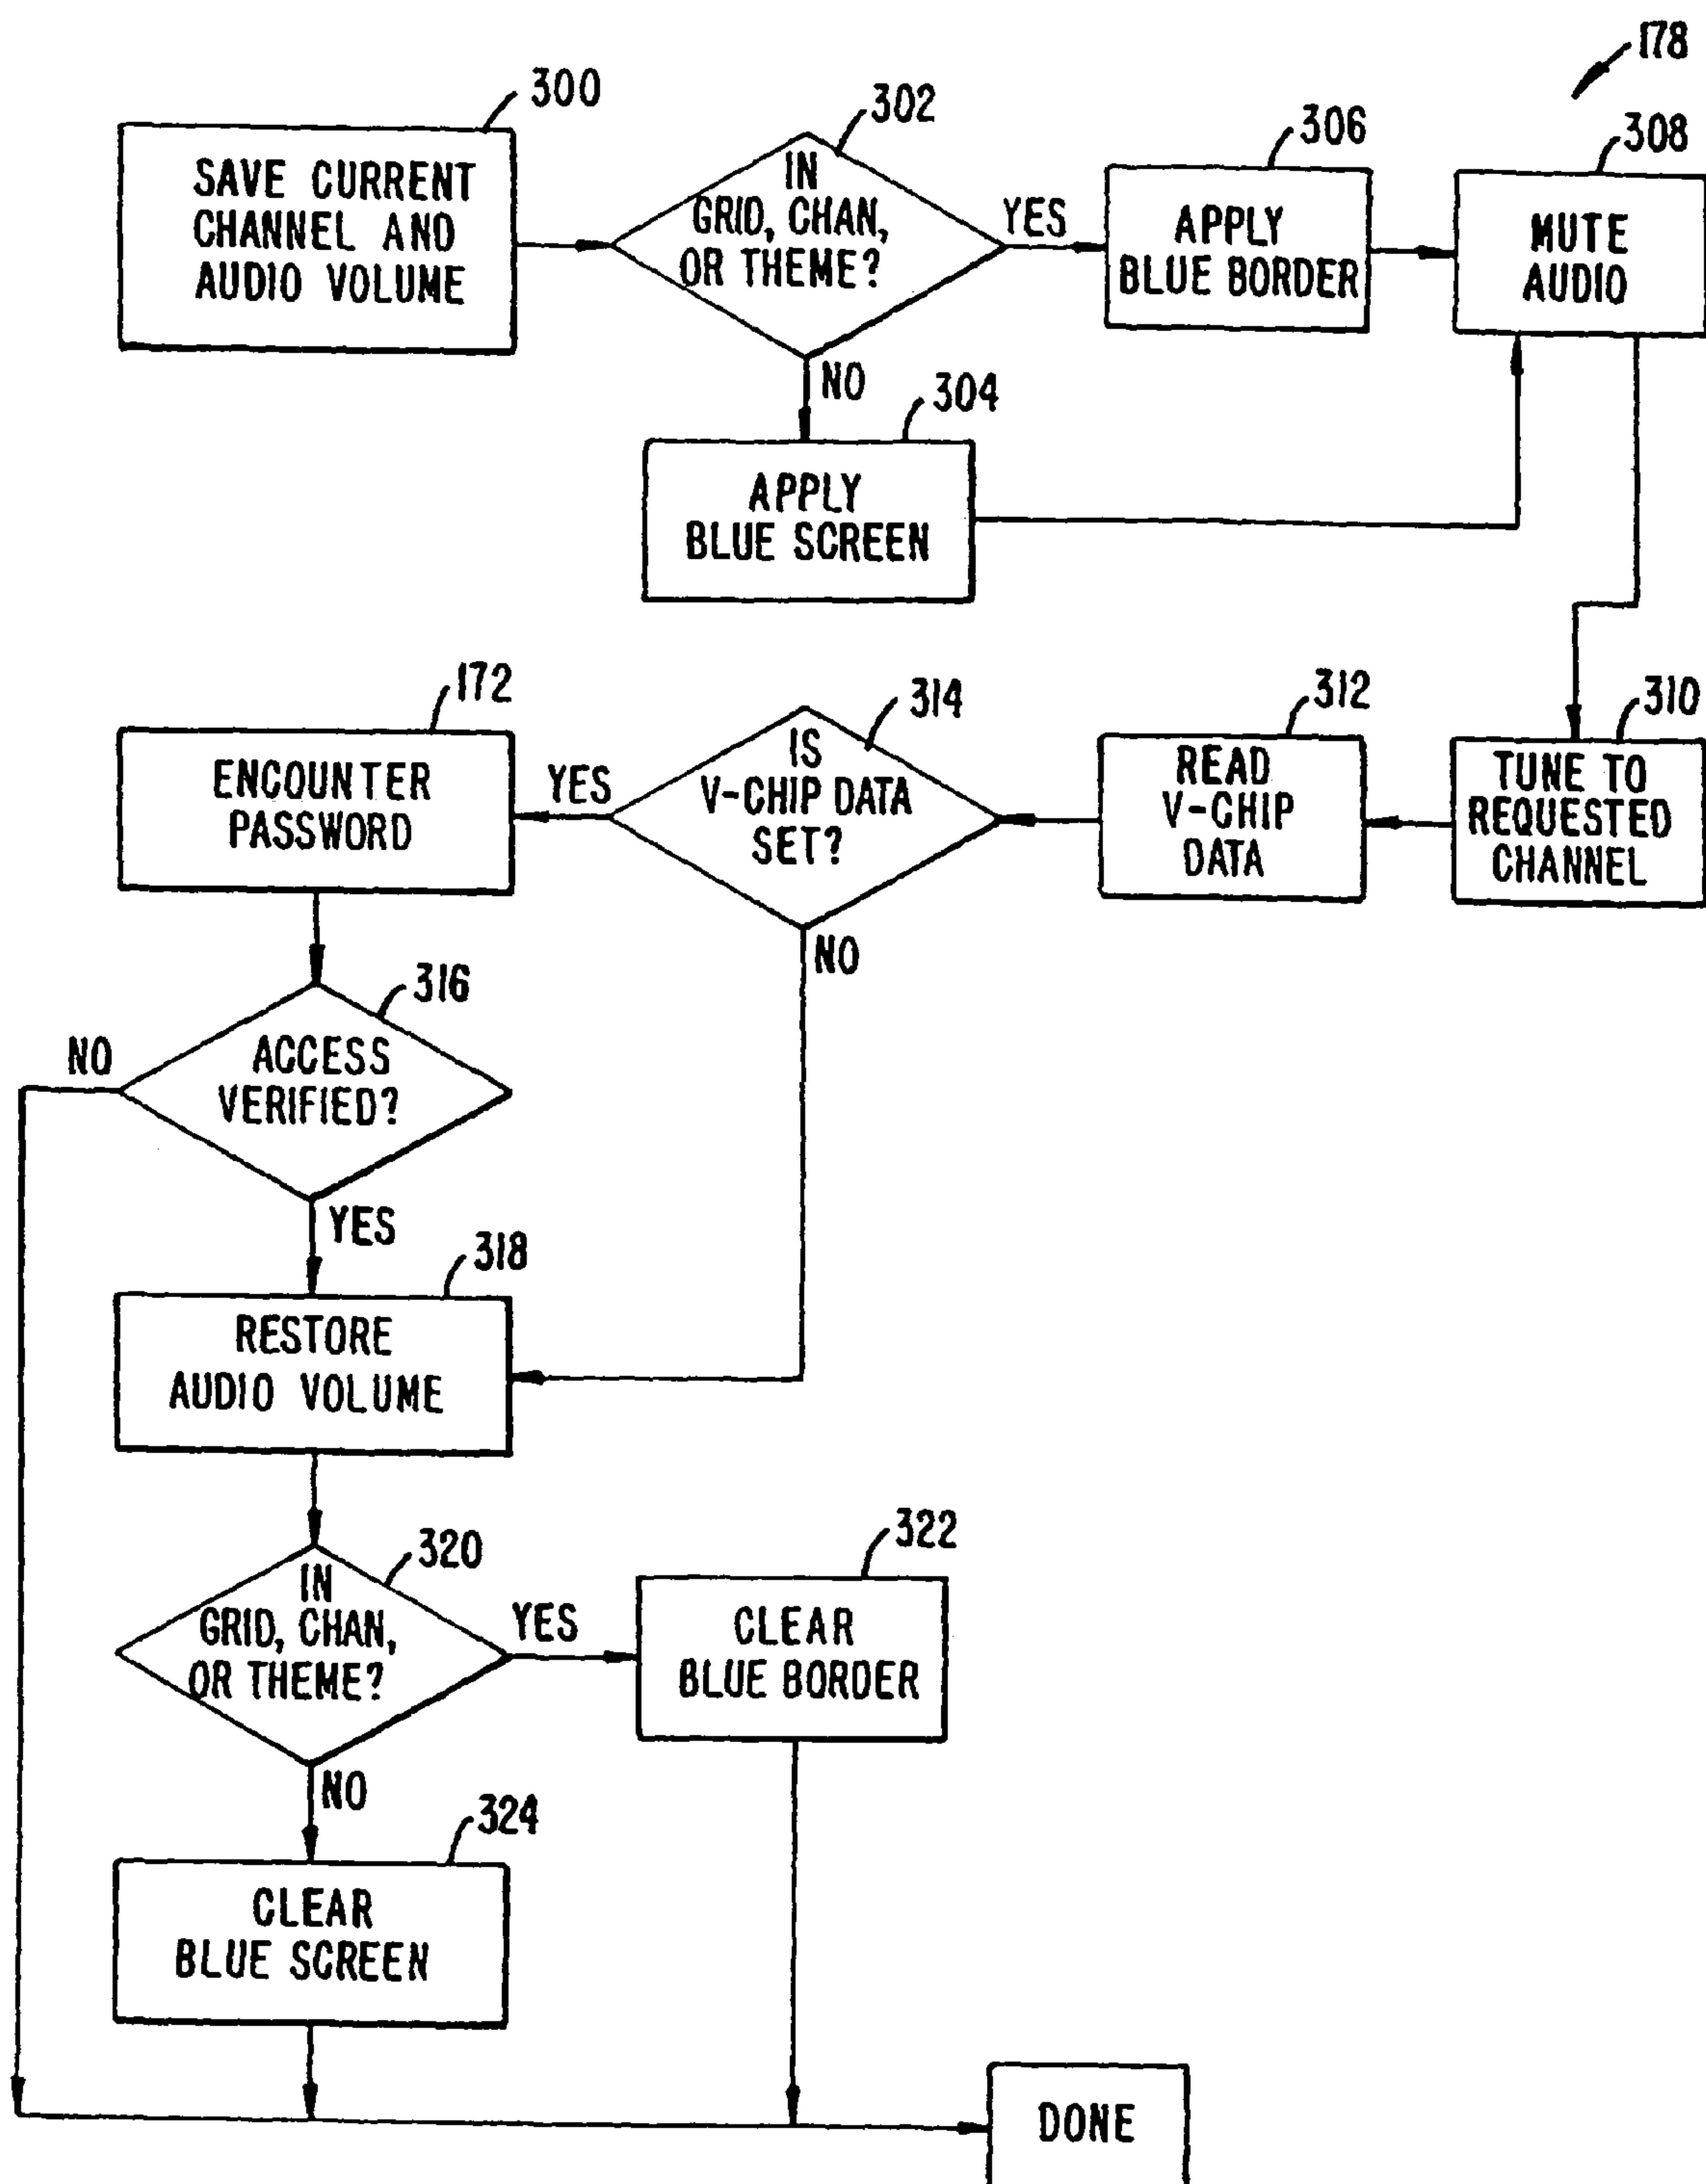 178
300
SAVE CURRENT
CHANNEL AND
AUDIO VOLUME
302
IN
GRID, CHAN,
OR THEME?
YES
NO
306
APPLY
BLUE BORDER
308
MUTE
AUDIO
304
APPLY
BLUE SCREEN
310
TUNE TO
REQUESTED
CHANNEL
312
READ
V-CHIP
DATA
314
IS
V-CHIP DATA
SET?
YES
NO
172
ENCOUNTER
PASSWORD
316
ACCESS
VERIFIED?
NO
YES
318
RESTORE
AUDIO VOLUME
320
IN
GRID, CHAN,
OR THEME?
YES
NO
322
CLEAR
BLUE BORDER
324
CLEAR
BLUE SCREEN
DONE